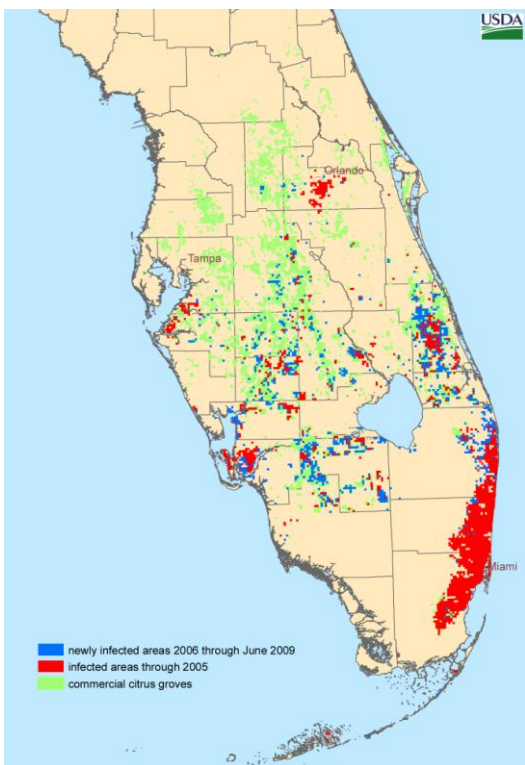 USDA
Orlando
Tampa
Miami
newly infected areas 2006 through June 2009
infected areas through 2005
commercial citrus groves